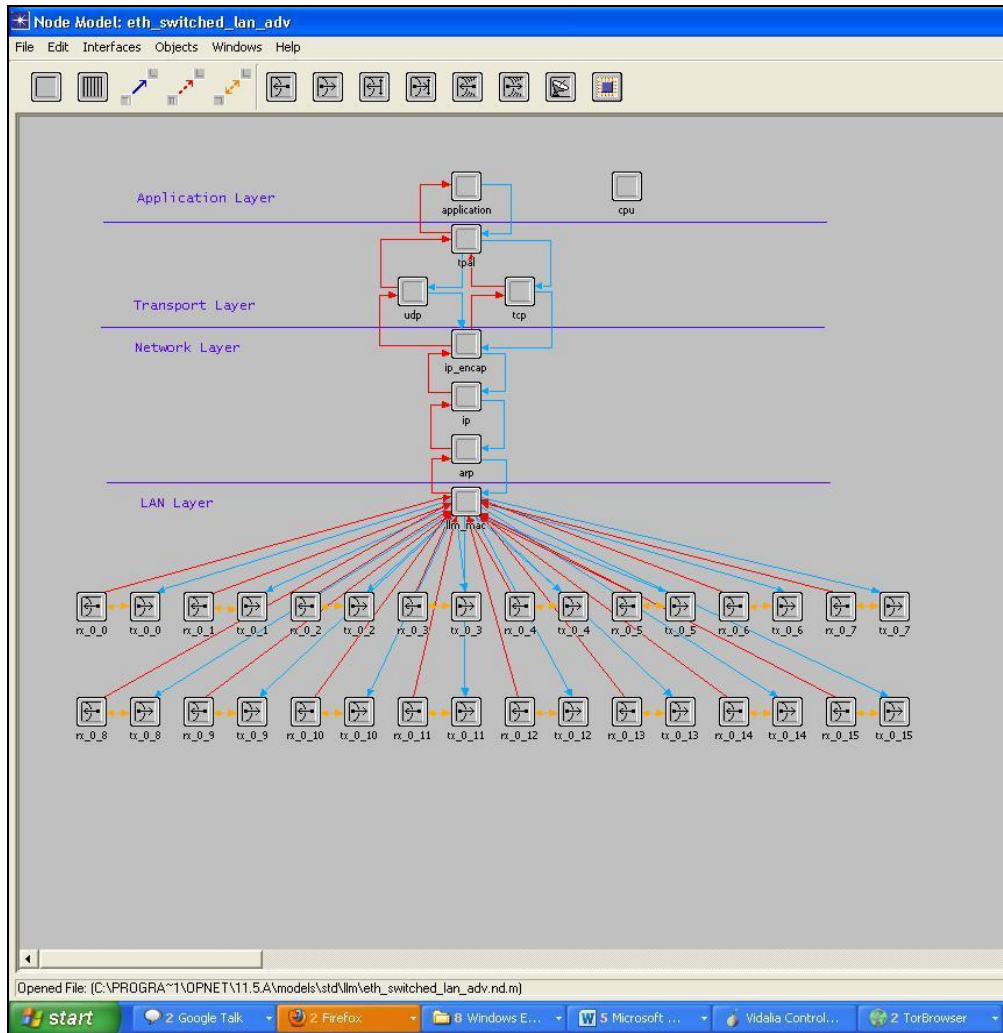 Node Model: eth_switched_lan_adv
File Edit Interfaces Objects Windows Help
Application Layer
application
cpu
tpal
udp
tcp
Transport Layer
Network Layer
ip_encap
ip
arp
LAN Layer
llm_mac
rx_0_0 tx_0_0 rx_0_1 tx_0_1 rx_0_2 tx_0_2 rx_0_3 tx_0_3 rx_0_4 tx_0_4 rx_0_5 tx_0_5 rx_0_6 tx_0_6 rx_0_7 tx_0_7
rx_0_8 tx_0_8 rx_0_9 tx_0_9 rx_0_10 tx_0_10 rx_0_11 tx_0_11 rx_0_12 tx_0_12 rx_0_13 tx_0_13 rx_0_14 tx_0_14 rx_0_15 tx_0_15
Opened File: (C:\PROGRA~1\OPNET\11.5.A\models\std\llm\eth_switched_lan_adv.nd.m)
start 2 Google Talk 2 Firefox 8 Windows E... 5 Microsoft ... Vidalia Control... 2 TorBrowser